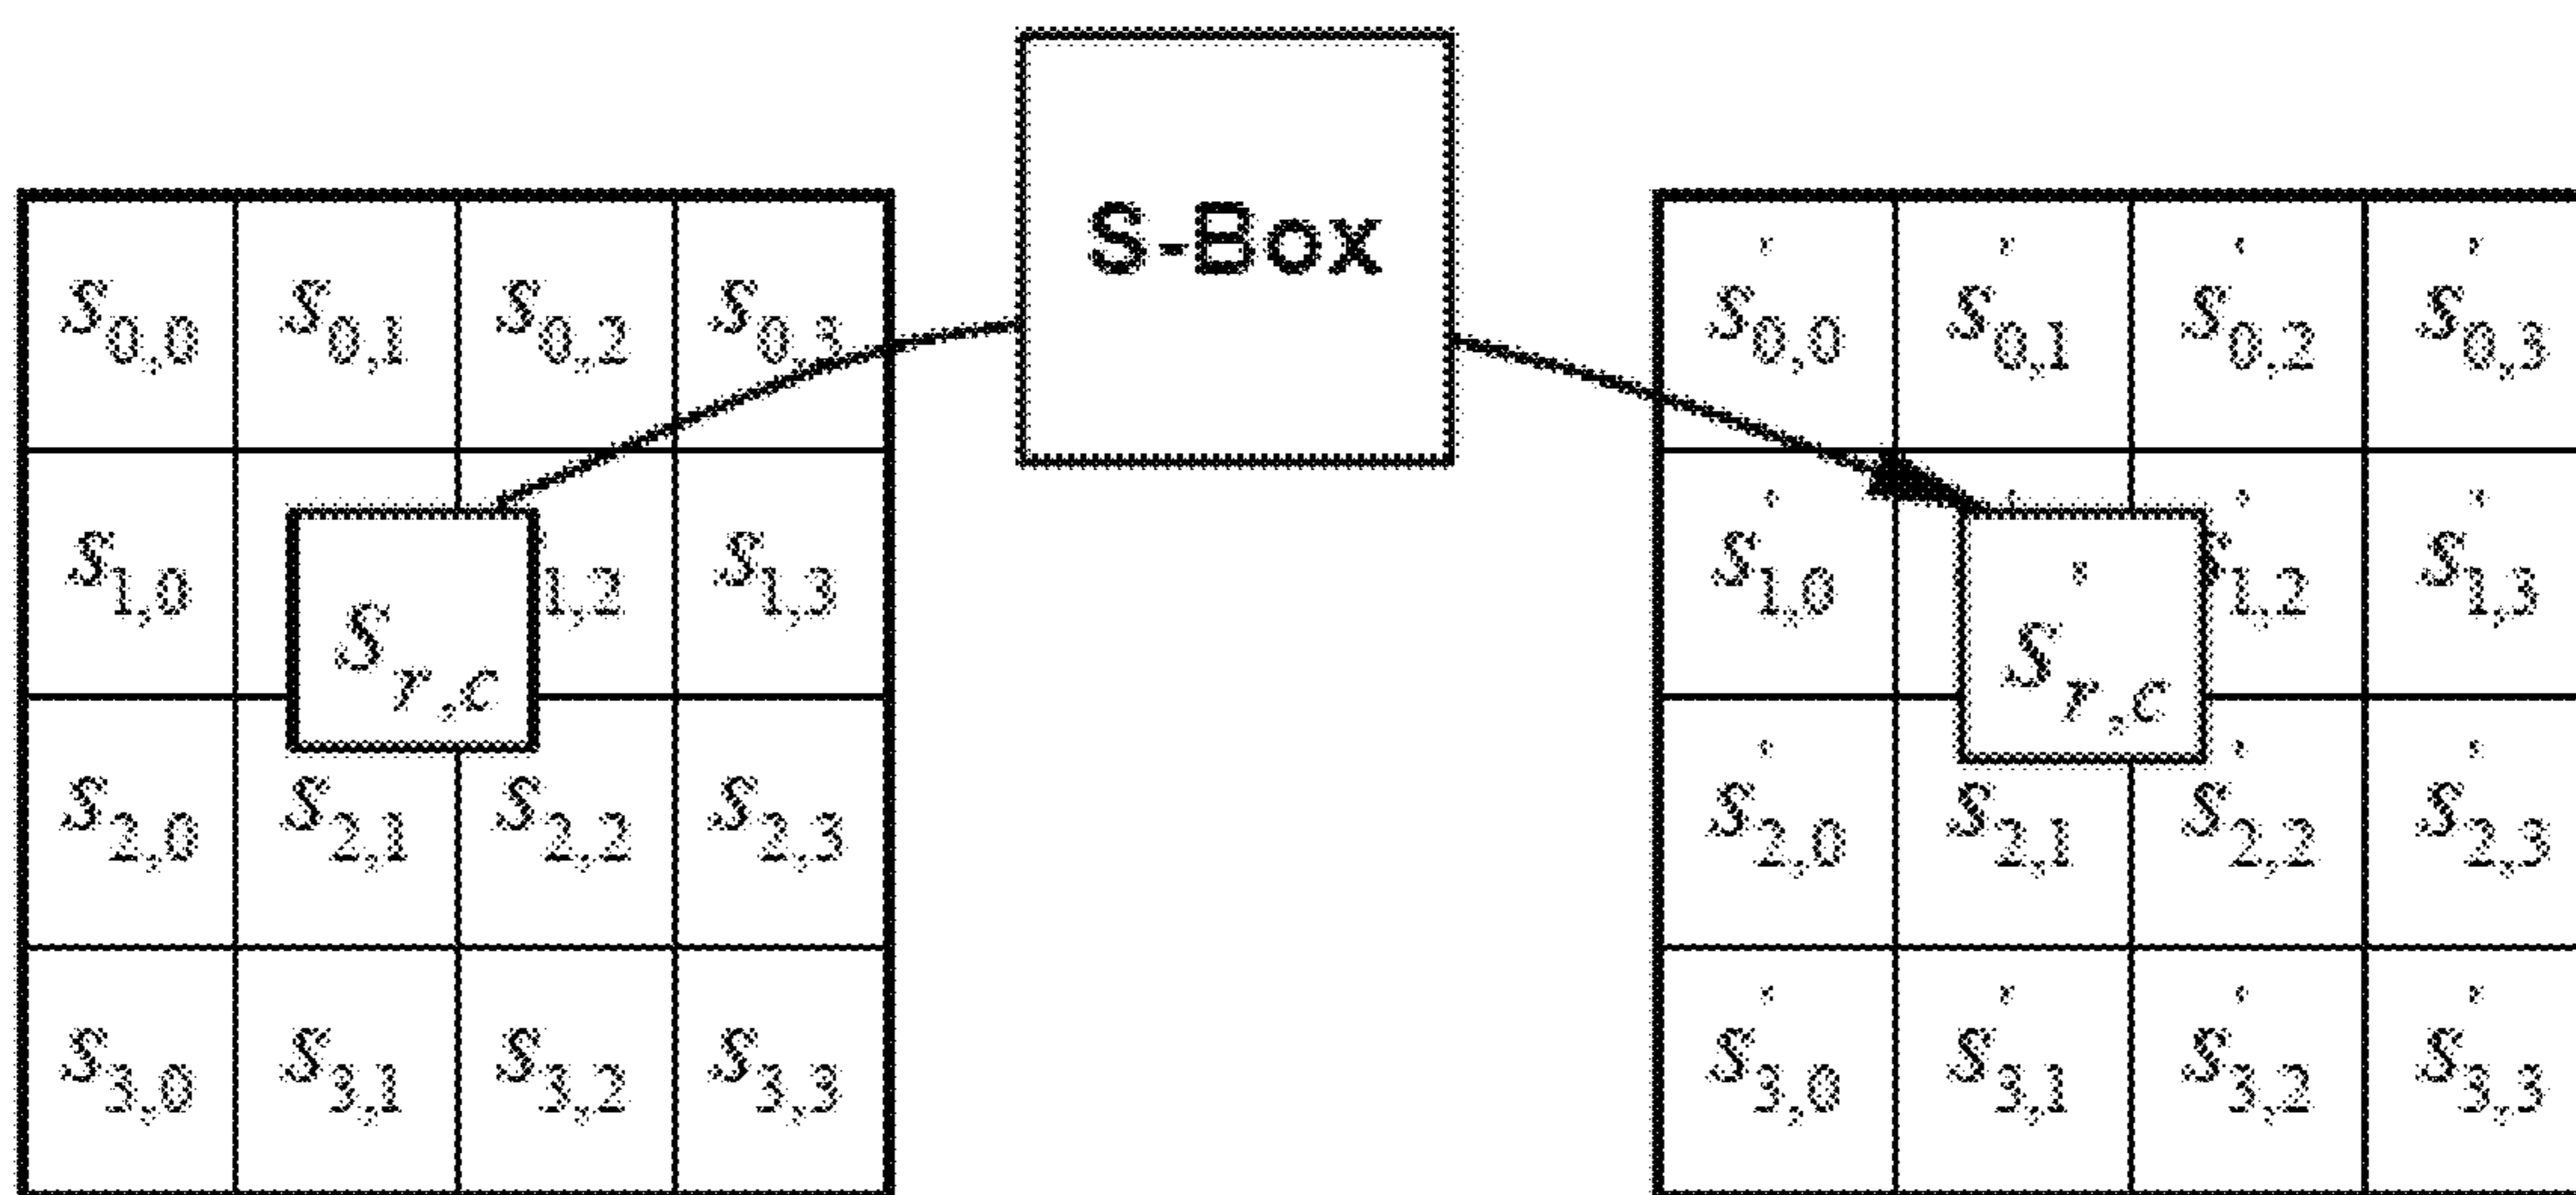 S-Box
S0,0 S0,1 S0,2 S0,3
S1,0 1,2 S1,3
Sr,c
S2,0 S2,1 S2,2 S2,3
S3,0 S3,1 S3,2 S3,3
S'0,0 S'0,1 S'0,2 S'0,3
S'1,0 S'1,2 S'1,3
S'r,c
S'2,0 S'2,1 S'2,2 S'2,3
S'3,0 S'3,1 S'3,2 S'3,3